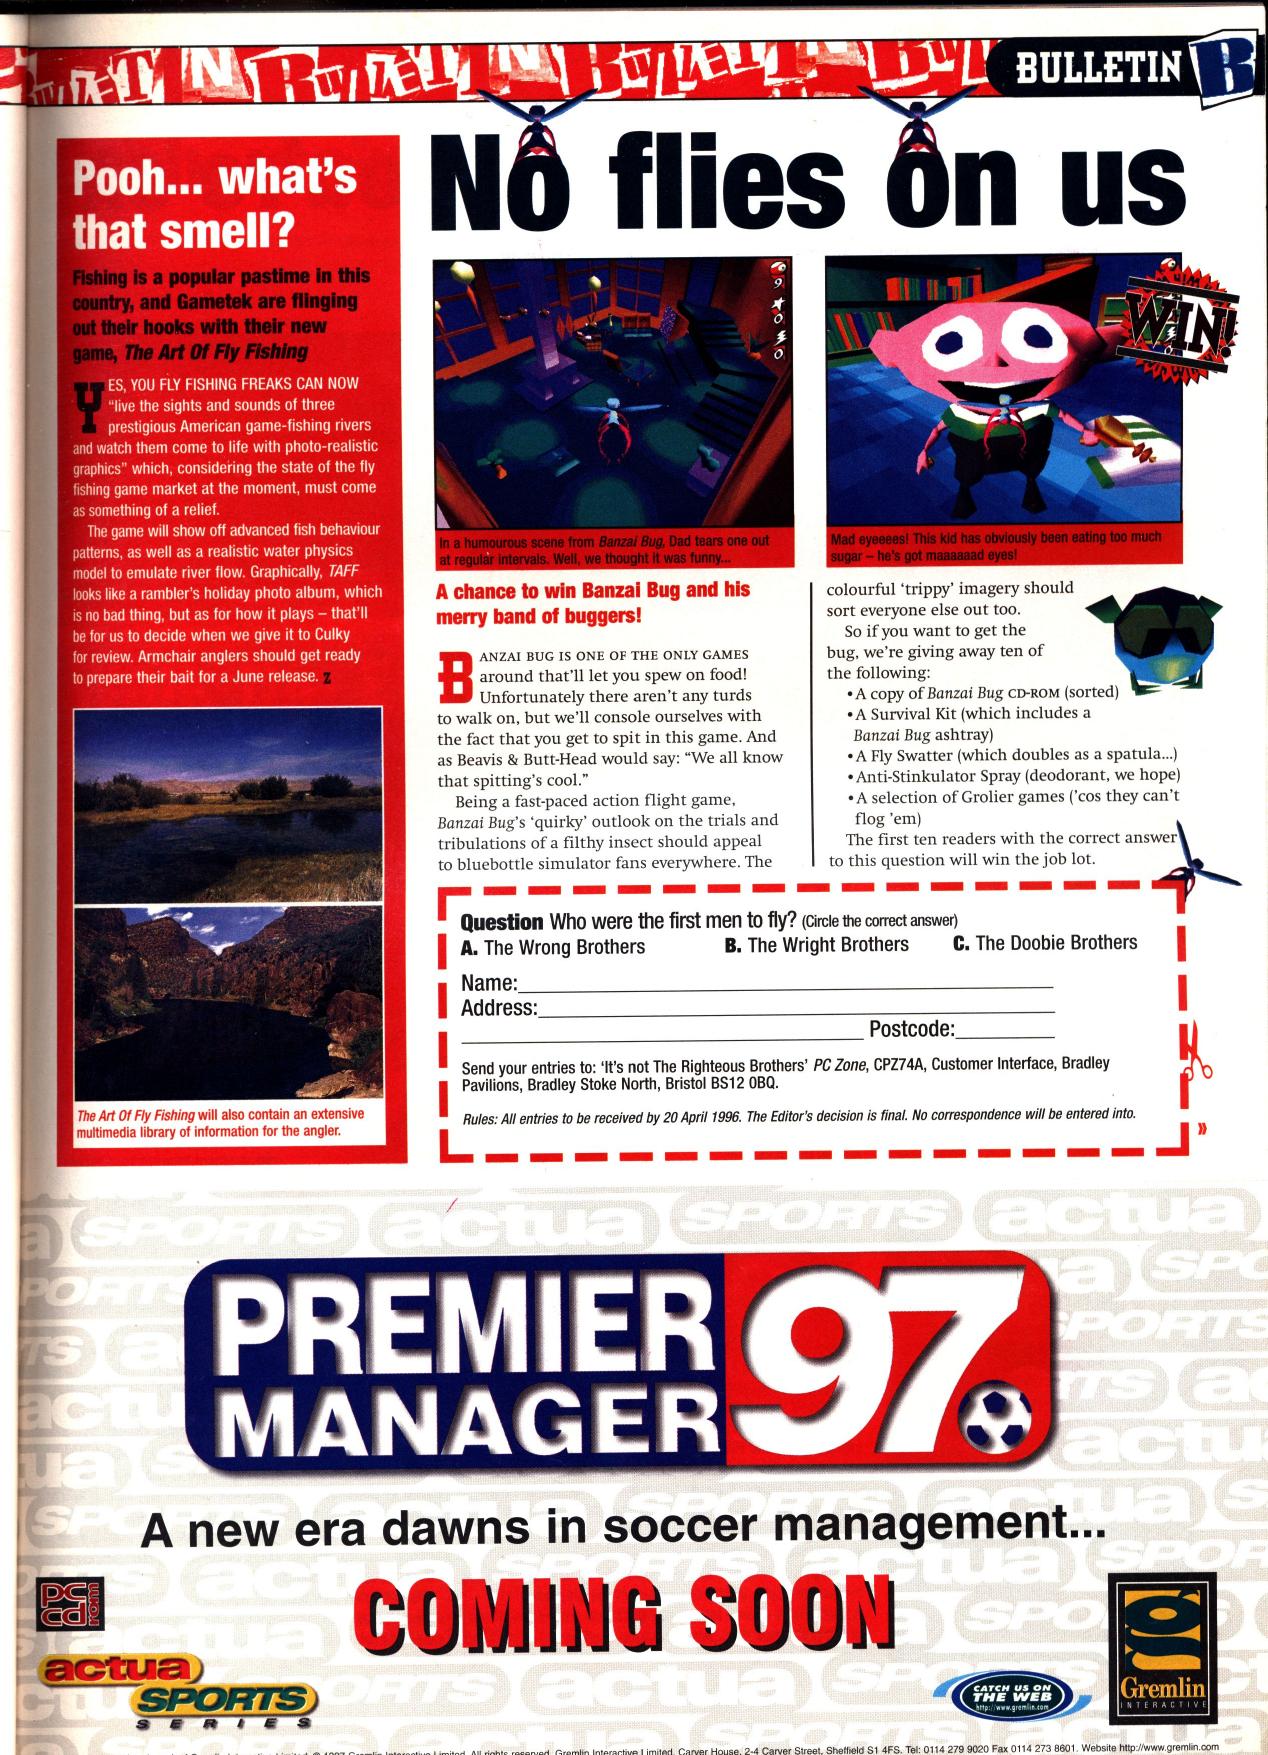 BULLETIN B
Pooh... what's
that smell?
Fishing is a popular pastime in this
country, and Gametek are flinging
out their hooks with their new
game, The Art Of Fly Fishing
YES, YOU FLY FISHING FREAKS CAN NOW
"live the sights and sounds of three
prestigious American game-fishing rivers
and watch them come to life with photo-realistic
graphics" which, considering the state of the fly
fishing game market at the moment, must come
as something of a relief.
The game will show off advanced fish behaviour
patterns, as well as a realistic water physics
model to emulate river flow. Graphically, TAFF
looks like a rambler's holiday photo album, which
is no bad thing, but as for how it plays – that'll
be for us to decide when we give it to Culky
for review. Armchair anglers should get ready
to prepare their bait for a June release. Z
The Art Of Fly Fishing will also contain an extensive
multimedia library of information for the angler.
No flies on us
9
0
0
WIN!
In a humourous scene from Banzai Bug, Dad tears one out
at regular intervals. Well, we thought it was funny...
Mad eyeeees! This kid has obviously been eating too much
sugar – he's got maaaaaad eyes!
A chance to win Banzai Bug and his
merry band of buggers!
BANZAI BUG IS ONE OF THE ONLY GAMES
around that'll let you spew on food!
Unfortunately there aren't any turds
to walk on, but we'll console ourselves with
the fact that you get to spit in this game. And
as Beavis & Butt-Head would say: "We all know
that spitting's cool."
Being a fast-paced action flight game,
Banzai Bug's 'quirky' outlook on the trials and
tribulations of a filthy insect should appeal
to bluebottle simulator fans everywhere. The
colourful 'trippy' imagery should
sort everyone else out too.
So if you want to get the
bug, we're giving away ten of
the following:
• A copy of Banzai Bug CD-ROM (sorted)
• A Survival Kit (which includes a
Banzai Bug ashtray)
• A Fly Swatter (which doubles as a spatula...)
• Anti-Stinkulator Spray (deodorant, we hope)
• A selection of Grolier games ('cos they can't
flog 'em)
The first ten readers with the correct answer
to this question will win the job lot.
Question Who were the first men to fly? (Circle the correct answer)
A. The Wrong Brothers B. The Wright Brothers C. The Doobie Brothers
Name:
Address:
Postcode:
Send your entries to: 'It's not The Righteous Brothers' PC Zone, CPZ74A, Customer Interface, Bradley
Pavilions, Bradley Stoke North, Bristol BS12 0BQ.
Rules: All entries to be received by 20 April 1996. The Editor's decision is final. No correspondence will be entered into.
»
PREMIER
MANAGER
97
A new era dawns in soccer management...
COMING SOON
PC
CD
ROM
actua
SPORTS
SERIES
CATCH US ON
THE WEB
http://www.gremlin.com
g
Gremlin
INTERACTIVE
1997 Gremlin Interactive Limited. All rights reserved. Gremlin Interactive Limited, Carver House, 2-4 Carver Street, Sheffield S1 4FS. Tel: 0114 279 9020 Fax 0114 273 8601. Website http://www.gremlin.com